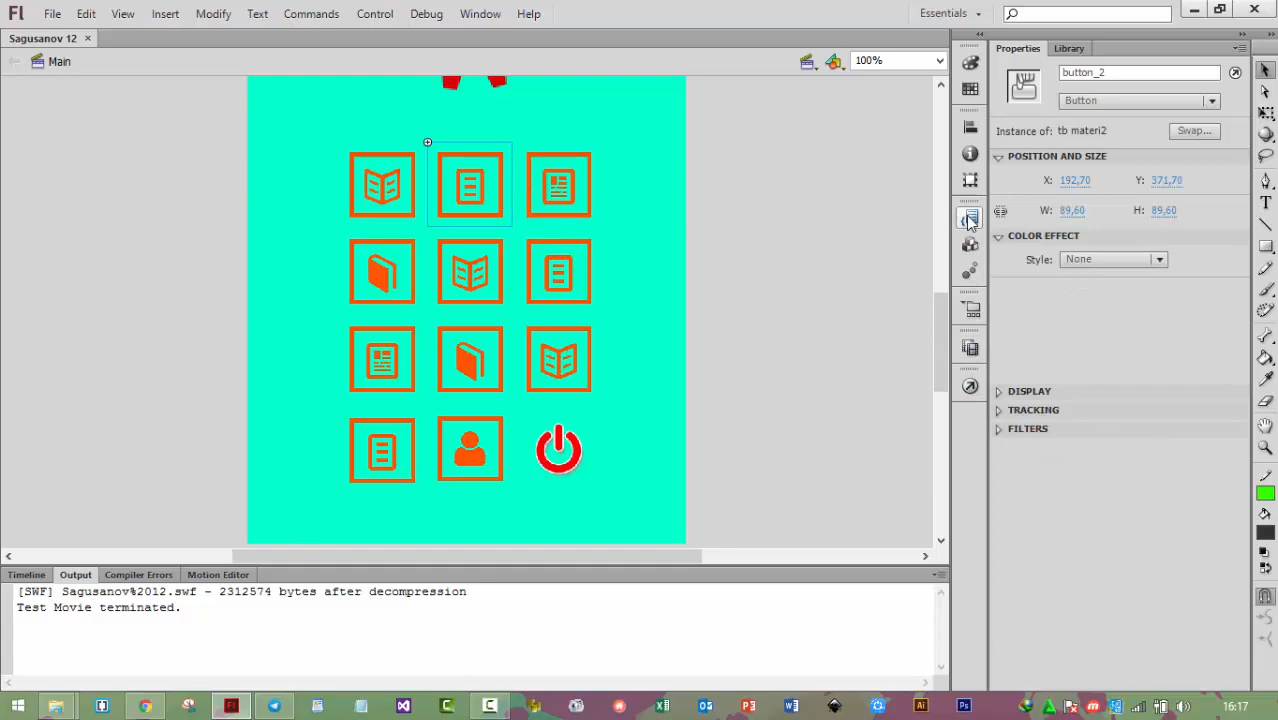 Fl File Edit View Insert Modify Text Commands Control Debug Window Help Essentials
Sagusanov 12 ×
Main 100%
Properties Library
button_2
Button
Instance of: tb materi2 Swap...
POSITION AND SIZE
X: 192,70 Y: 371,70
W: 89,60 H: 89,60
COLOR EFFECT
Style: None
DISPLAY
TRACKING
FILTERS
Timeline Output Compiler Errors Motion Editor
[SWF] Sagusanov%2012.swf - 2312574 bytes after decompression
Test Movie terminated.
16:17